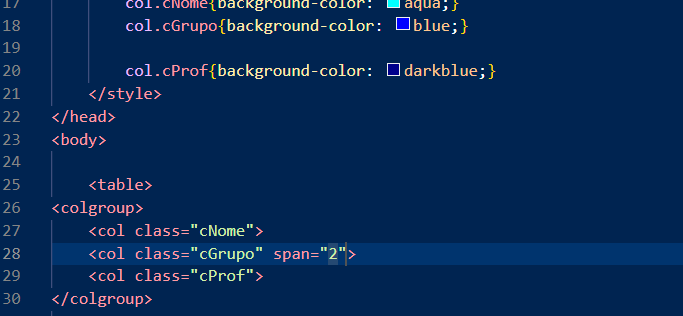 17 col.cNome{background-color: aqua;}
18 col.cGrupo{background-color: blue;}
19
20 col.cProf{background-color: darkblue;}
21 </style>
22 </head>
23 <body>
24
25 <table>
26 <colgroup>
27 <col class="cNome">
28 <col class="cGrupo" span="2">
29 <col class="cProf">
30 </colgroup>